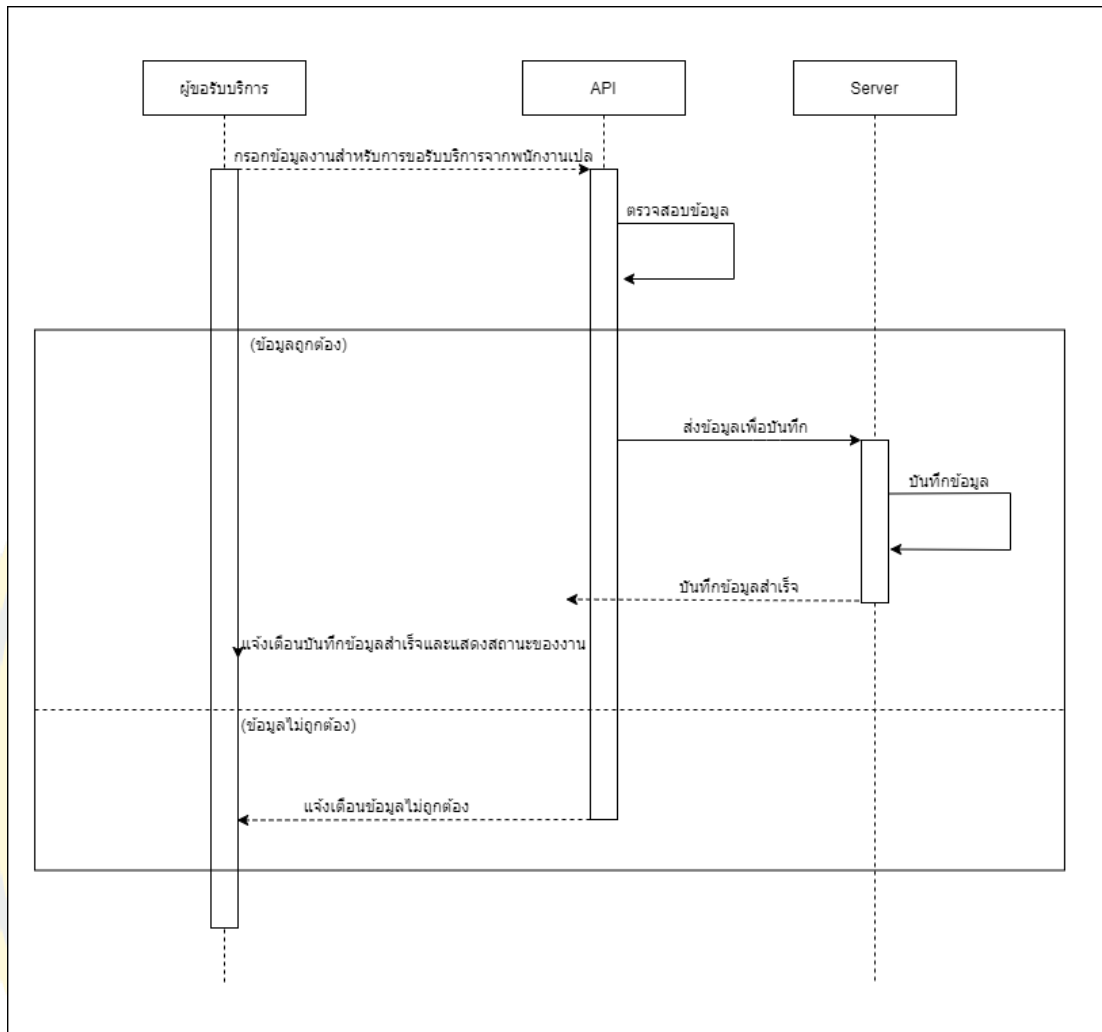 ผู้ขอรับบริการ
API
Server
กรอกข้อมูลงานสำหรับการขอรับบริการจากพนักงานเปล
ตรวจสอบข้อมูล
(ข้อมูลถูกต้อง)
ส่งข้อมูลเพื่อบันทึก
บันทึกข้อมูล
บันทึกข้อมูลสำเร็จ
แจ้งเตือนบันทึกข้อมูลสำเร็จและแสดงสถานะของงาน
(ข้อมูลไม่ถูกต้อง)
แจ้งเตือนข้อมูลไม่ถูกต้อง